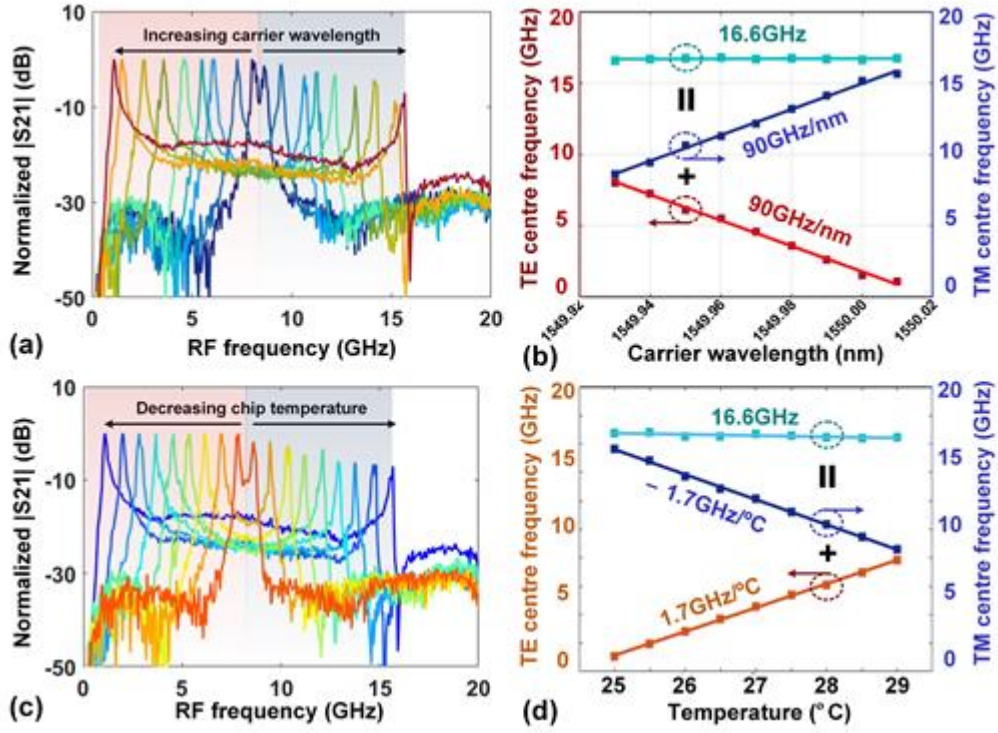 10
-10
-30
-50
Normalized |S21| (dB)
Increasing carrier wavelength
0
5
10
15
20
RF frequency (GHz)
(a)
20
15
10
5
0
TE centre frequency (GHz)
16.6GHz
=
+
90GHz/nm
90GHz/nm
20
15
10
5
0
TM centre frequency (GHz)
1549.92
1549.94
1549.96
1549.98
1550.00
1550.02
Carrier wavelength (nm)
(b)
10
-10
-30
-50
Normalized |S21| (dB)
Decreasing chip temperature
0
5
10
15
20
RF frequency (GHz)
(c)
20
15
10
5
0
TE centre frequency (GHz)
16.6GHz
=
+
– 1.7GHz/°C
1.7GHz/°C
20
15
10
5
0
TM centre frequency (GHz)
25
26
27
28
29
Temperature (°C)
(d)